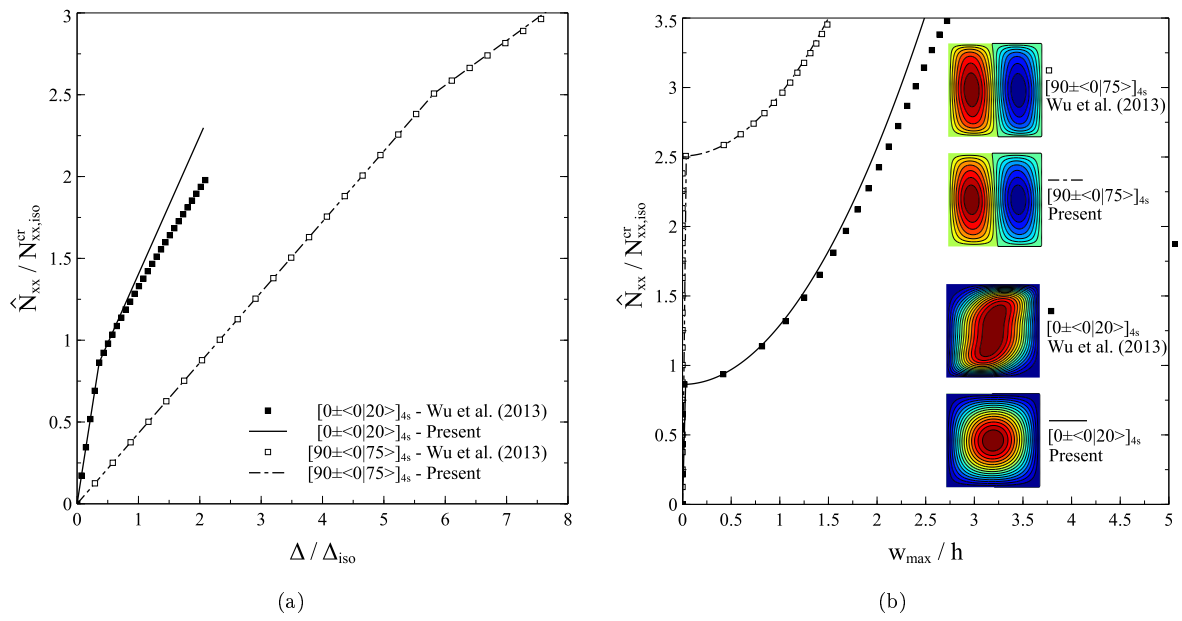 3
2.5
2
1.5
1
0.5
0
0 1 2 3 4 5 6 7 8
N̂xx / N^cr xx,iso
Δ / Δiso
[0±<0|20>]4s - Wu et al. (2013)
[0±<0|20>]4s - Present
[90±<0|75>]4s - Wu et al. (2013)
[90±<0|75>]4s - Present
(a)
3.5
3
2.5
2
1.5
1
0.5
0
0 0.5 1 1.5 2 2.5 3 3.5 4 4.5 5
N̂xx / N^cr xx,iso
wmax / h
[90±<0|75>]4s
Wu et al. (2013)
[90±<0|75>]4s
Present
[0±<0|20>]4s
Wu et al. (2013)
[0±<0|20>]4s
Present
(b)